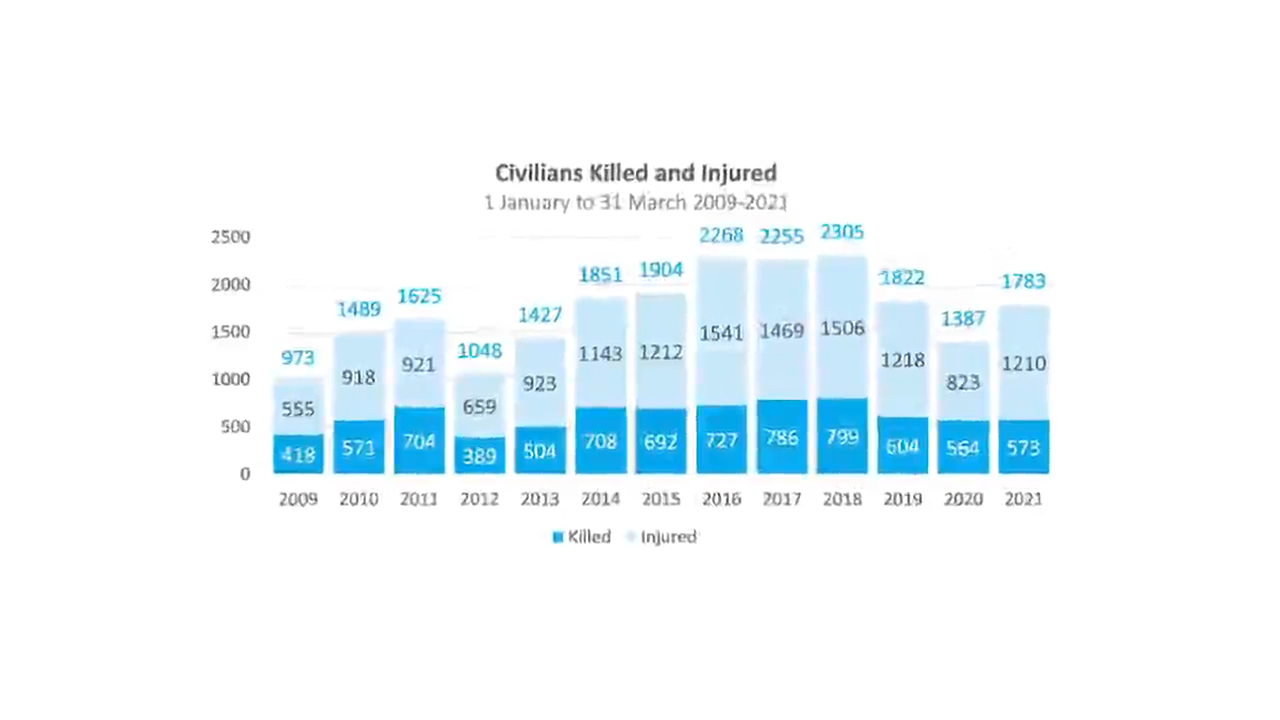 Civilians Killed and Injured
1 January to 31 March 2009-2021
2500
2000
1500
1000
500
0
973 1489 1625 1048 1427 1851 1904 2268 2255 2305 1822 1387 1783
555 918 921 659 923 1143 1212 1541 1469 1506 1218 823 1210
418 571 704 389 504 708 692 727 786 799 604 564 573
2009 2010 2011 2012 2013 2014 2015 2016 2017 2018 2019 2020 2021
Killed Injured